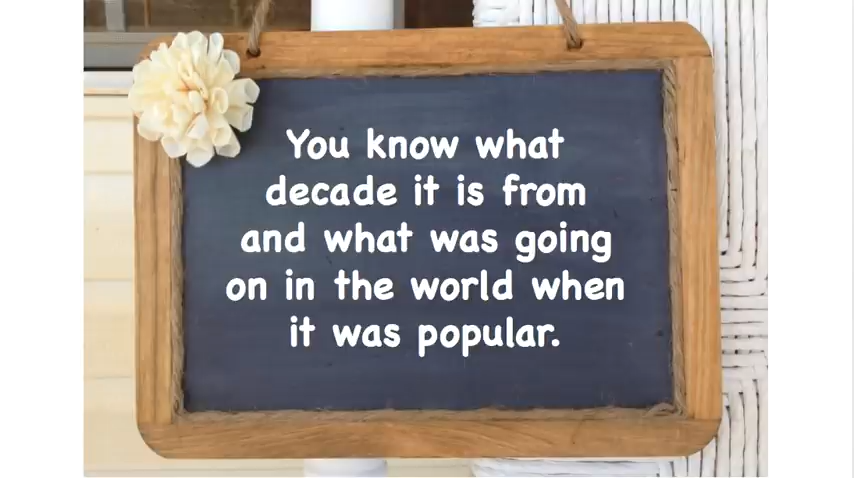 You know what
decade it is from
and what was going
on in the world when
it was popular.